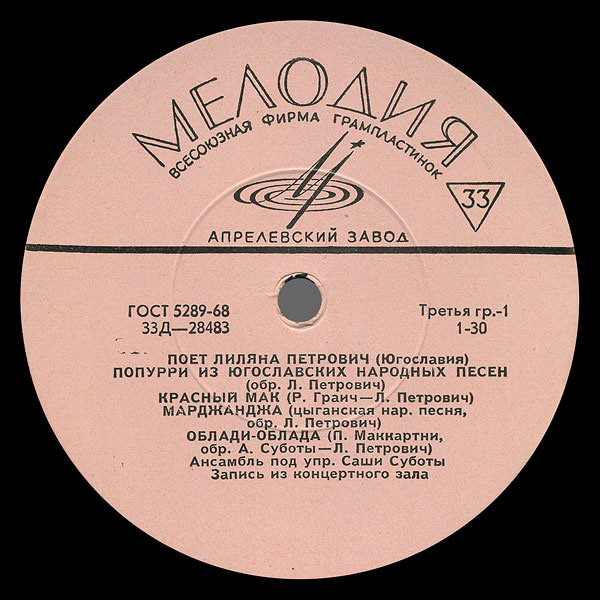 МЕЛОДИЯ
ВСЕСОЮЗНАЯ ФИРМА ГРАМПЛАСТИНОК
33
АПРЕЛЕВСКИЙ ЗАВОД
ГОСТ 5289-68
Третья гр.-1
33Д—28483
1-30
ПОЕТ ЛИЛЯНА ПЕТРОВИЧ (Югославия)
ПОПУРРИ ИЗ ЮГОСЛАВСКИХ НАРОДНЫХ ПЕСЕН
(обр. Л. Петрович)
КРАСНЫЙ МАК (Р. Граич—Л. Петрович)
МАРДЖАНДЖА (цыганская нар. песня,
обр. Л. Петрович)
ОБЛАДИ-ОБЛАДА (П. Маккартни,
обр. А. Суботы—Л. Петрович)
Ансамбль под упр. Саши Суботы
Запись из концертного зала